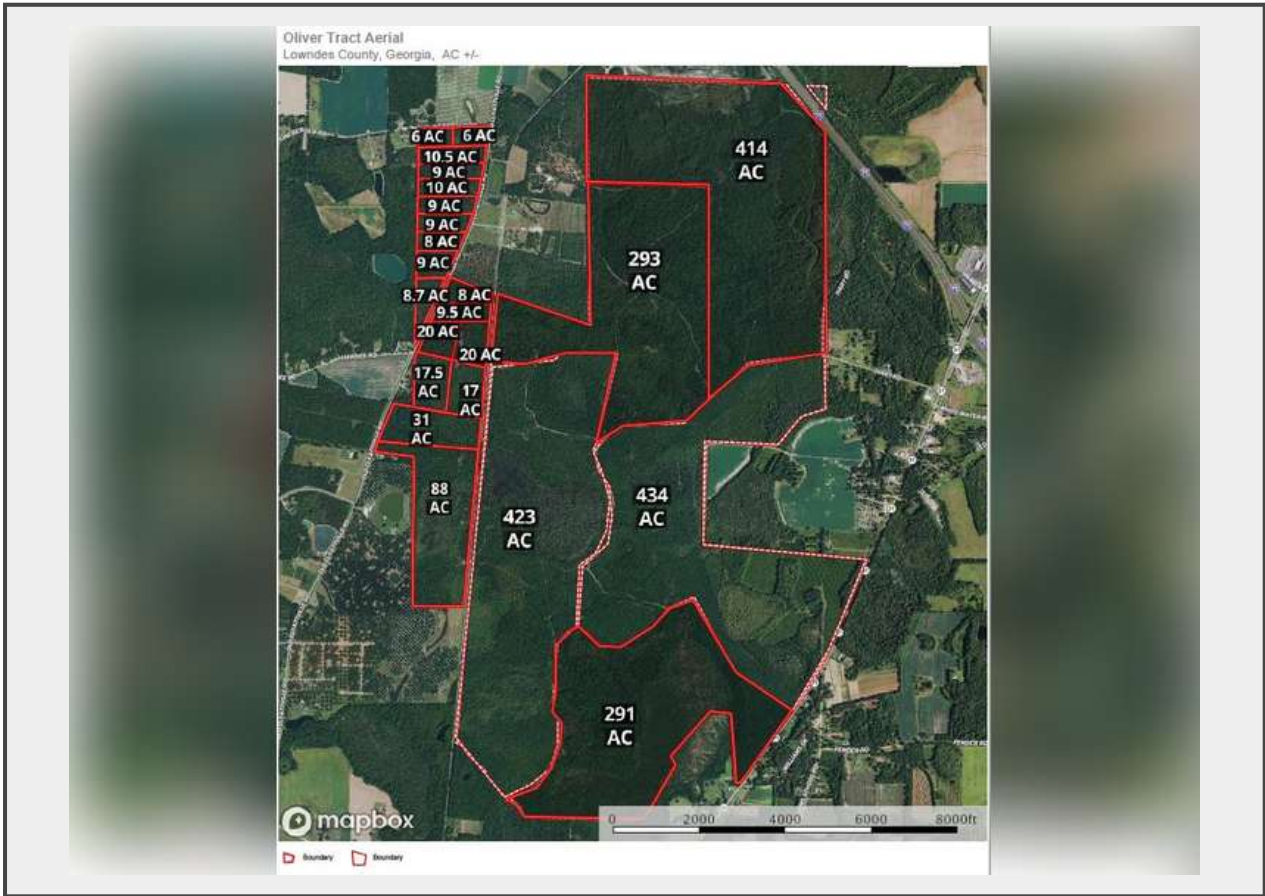 Oliver Tract Aerial
Lowndes County, Georgia, AC +/-
6 AC
6 AC
10.5 AC
9 AC
10 AC
9 AC
9 AC
8 AC
9 AC
8.7 AC
8 AC
9.5 AC
20 AC
20 AC
17.5
AC
17
AC
31
AC
88
AC
414
AC
293
AC
423
AC
434
AC
291
AC
mapbox
0
2000
4000
6000
8000ft
Boundary
Boundary